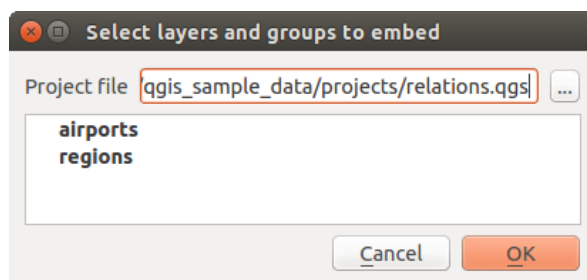 Select layers and groups to embed
Project file /qgis_sample_data/projects/relations.qgs ...
airports
regions
Cancel OK